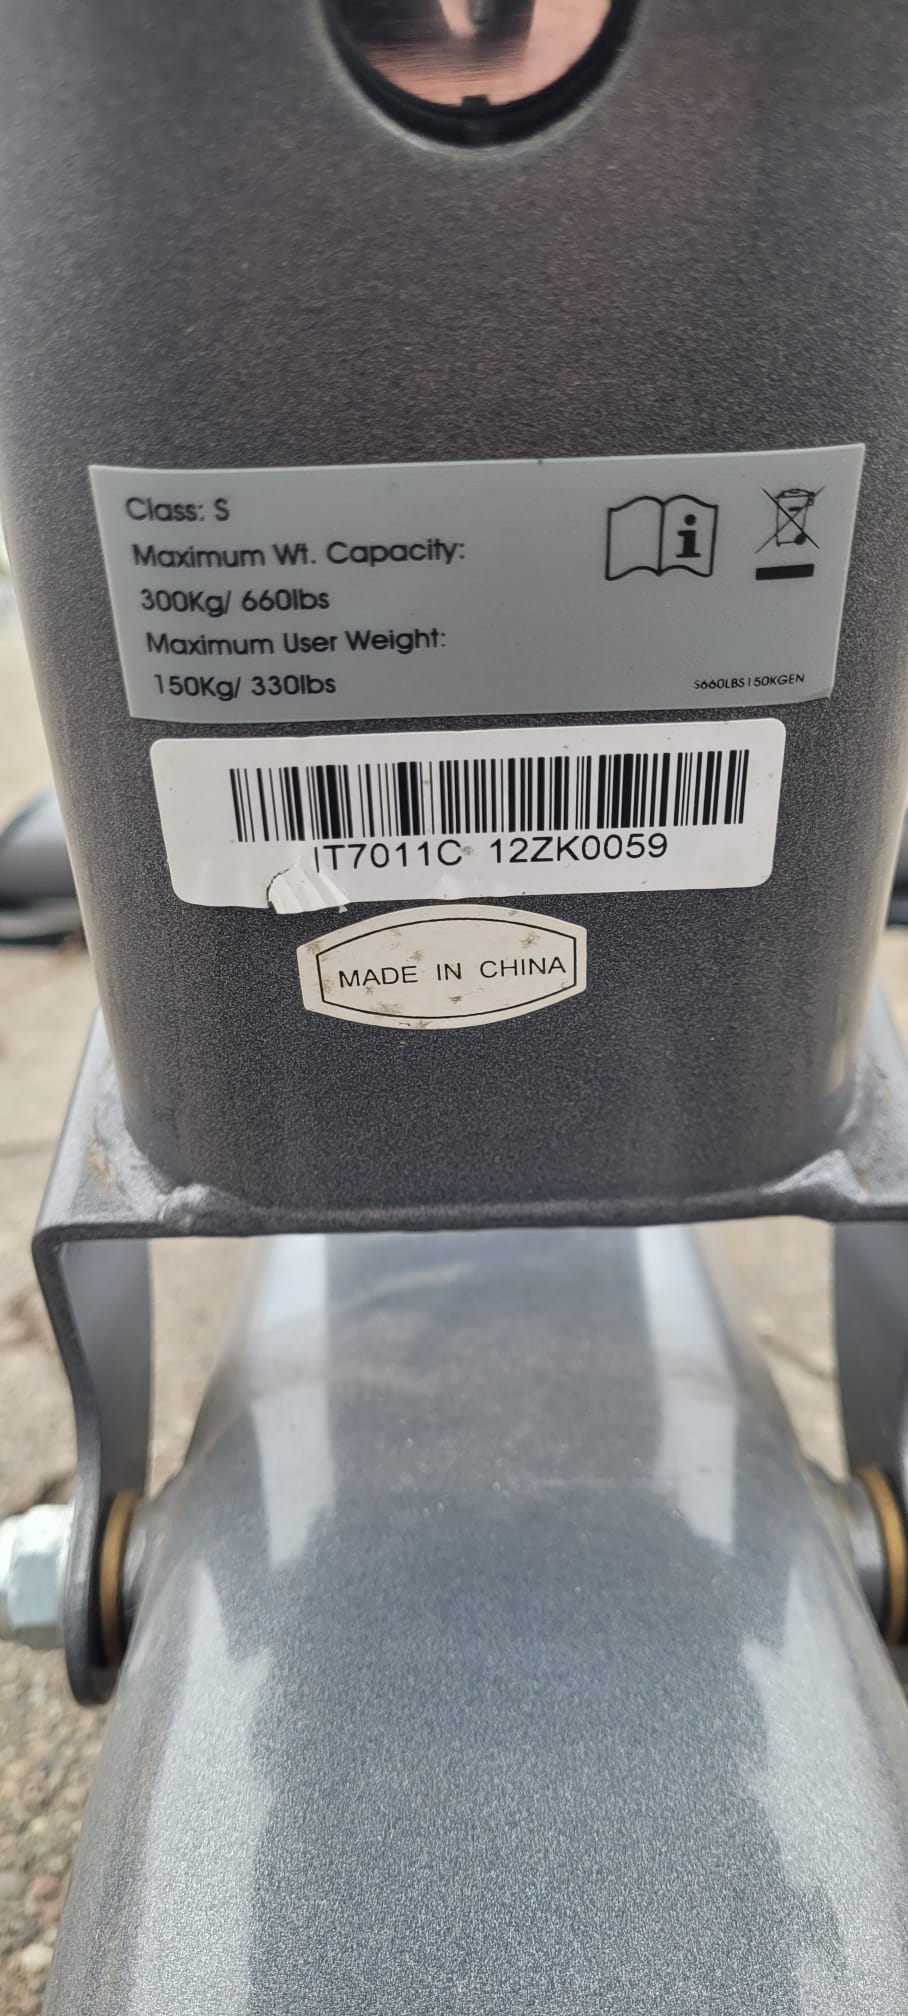 Class: S
Maximum Wt. Capacity:
300Kg/ 660lbs
Maximum User Weight:
150Kg/ 330lbs
S660LBS150KGEN
IT7011C 12ZK0059
MADE IN CHINA